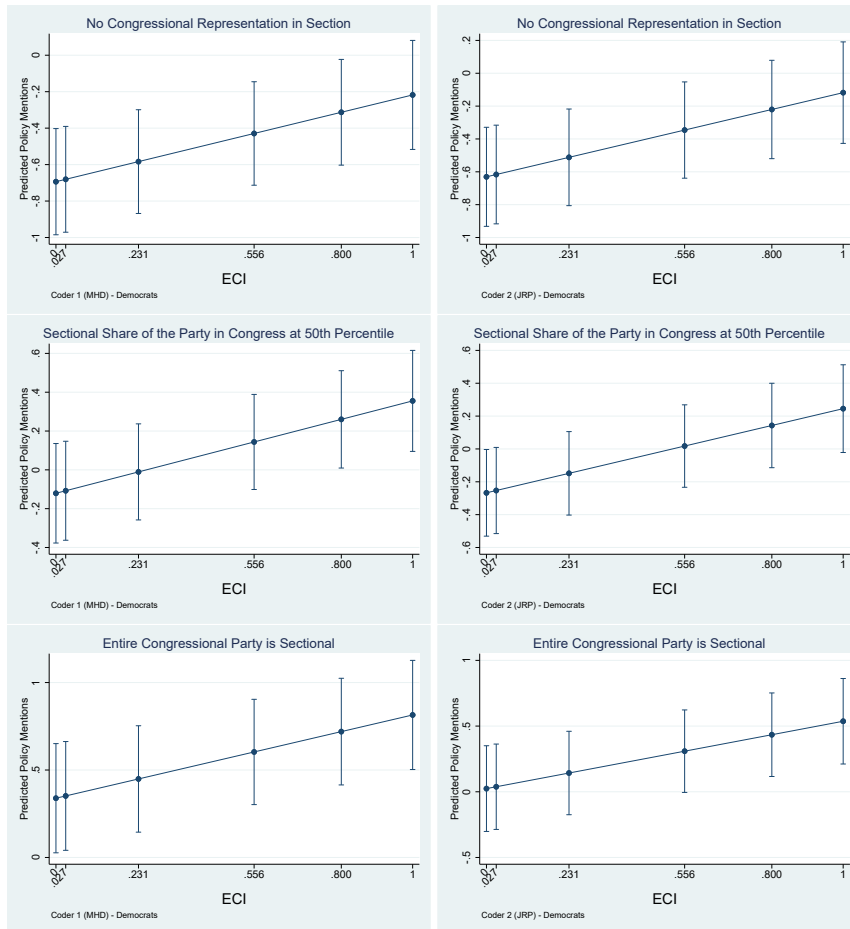 No Congressional Representation in Section
Predicted Policy Mentions
0
-.2
-.4
-.6
-.8
-1
0
.027
.231
.556
.800
1
ECI
Coder 1 (MHD) - Democrats
No Congressional Representation in Section
Predicted Policy Mentions
.2
0
-.2
-.4
-.6
-.8
-1
0
.027
.231
.556
.800
1
ECI
Coder 2 (JRP) - Democrats
Sectional Share of the Party in Congress at 50th Percentile
Predicted Policy Mentions
.6
.4
.2
0
-.2
-.4
0
.027
.231
.556
.800
1
ECI
Coder 1 (MHD) - Democrats
Sectional Share of the Party in Congress at 50th Percentile
Predicted Policy Mentions
.6
.4
.2
0
-.2
-.4
-.6
0
.027
.231
.556
.800
1
ECI
Coder 2 (JRP) - Democrats
Entire Congressional Party is Sectional
Predicted Policy Mentions
1
.5
0
0
.027
.231
.556
.800
1
ECI
Coder 1 (MHD) - Democrats
Entire Congressional Party is Sectional
Predicted Policy Mentions
1
.5
0
-.5
0
.027
.231
.556
.800
1
ECI
Coder 2 (JRP) - Democrats